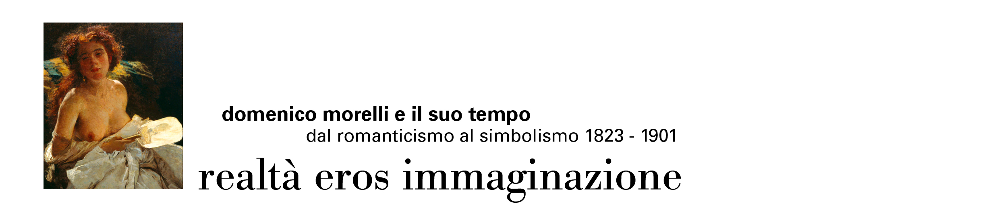 domenico morelli e il suo tempo
dal romanticismo al simbolismo 1823 - 1901
realtà eros immaginazione